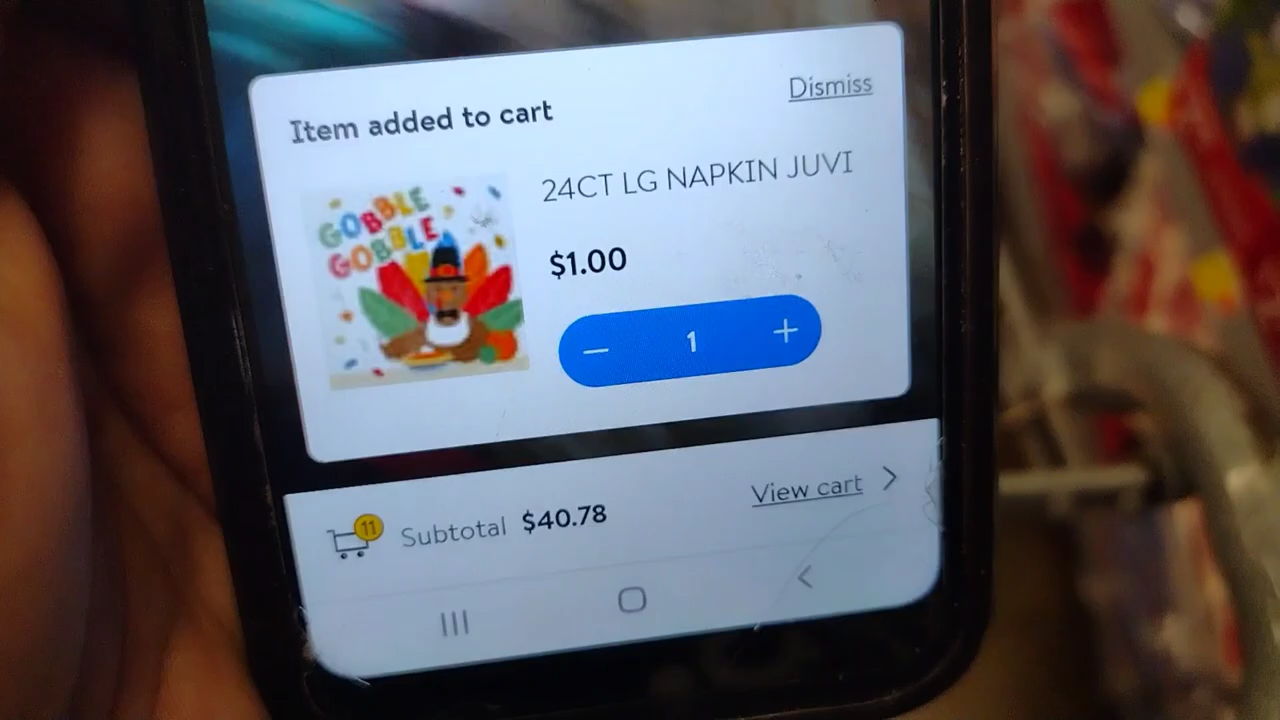 Item added to cart
Dismiss
GOBBLE
GOBBLE
24CT LG NAPKIN JUVI
$1.00
1
11
Subtotal $40.78
View cart